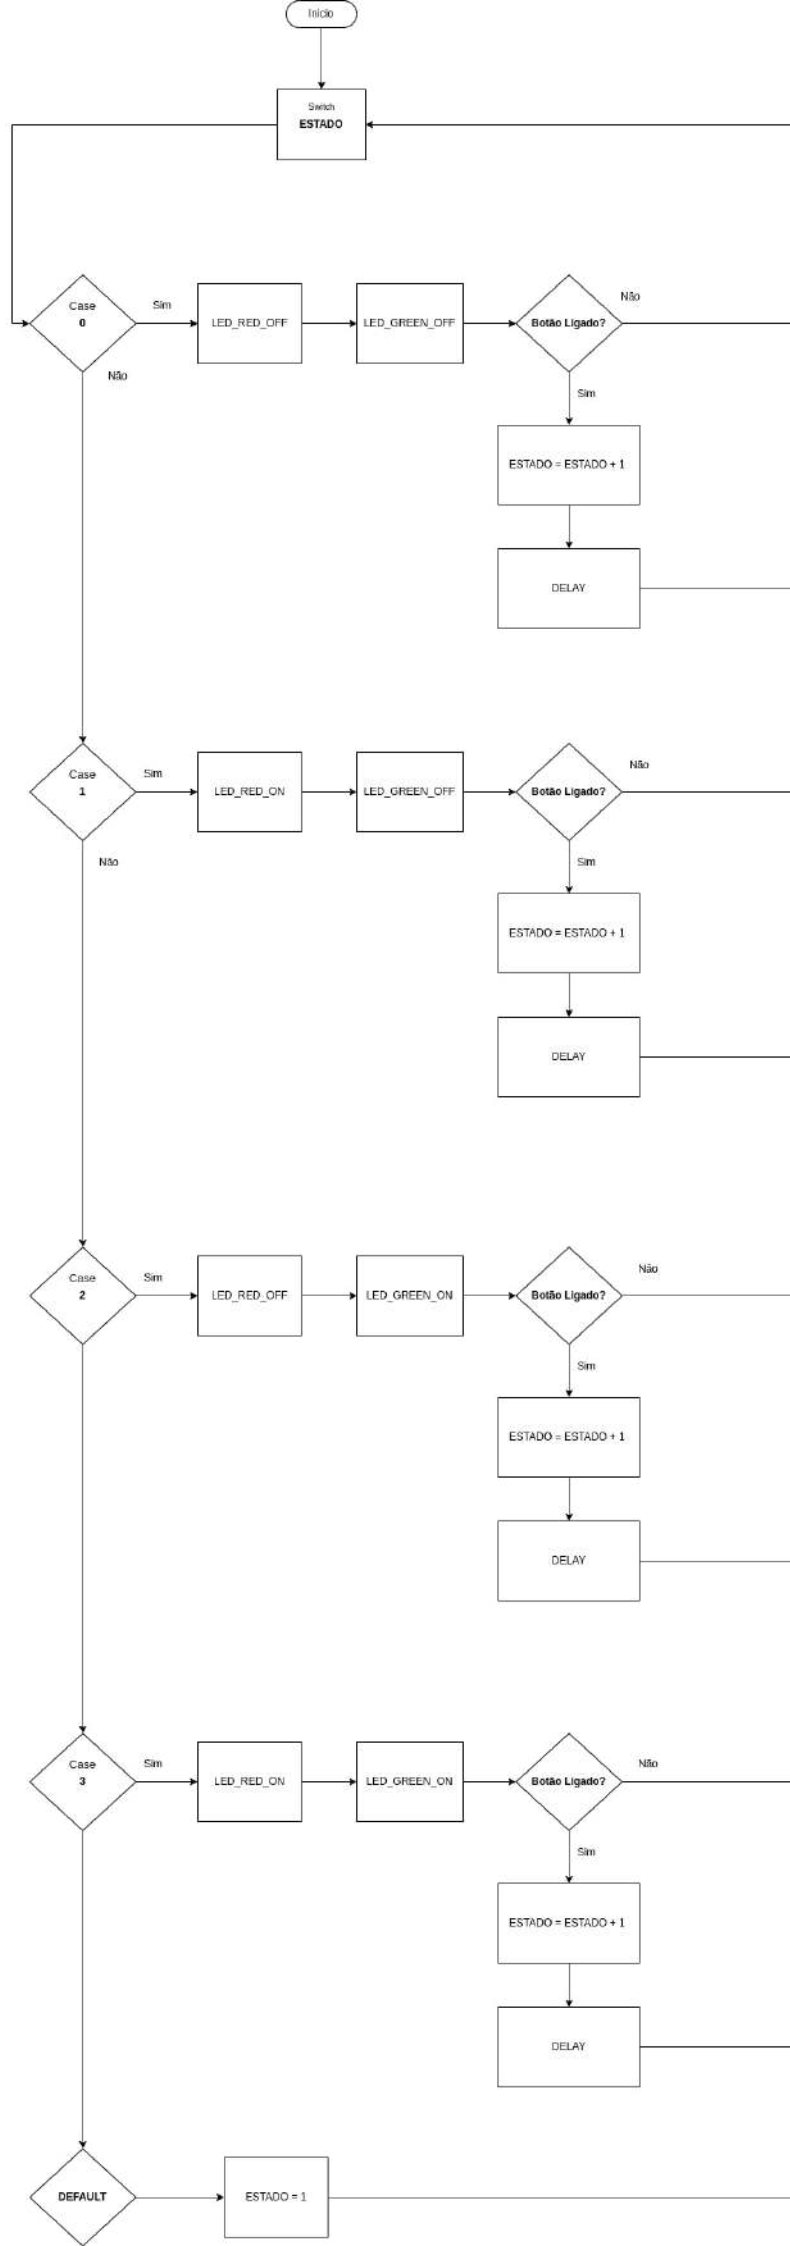 Inicio
Switch
ESTADO
Case
0
Sim
LED_RED_OFF
LED_GREEN_OFF
Botão Ligado?
Não
Não
Sim
ESTADO = ESTADO + 1
DELAY
Case
1
Sim
LED_RED_ON
LED_GREEN_OFF
Botão Ligado?
Não
Não
Sim
ESTADO = ESTADO + 1
DELAY
Case
2
Sim
LED_RED_OFF
LED_GREEN_ON
Botão Ligado?
Não
Sim
ESTADO = ESTADO + 1
DELAY
Case
3
Sim
LED_RED_ON
LED_GREEN_ON
Botão Ligado?
Não
Sim
ESTADO = ESTADO + 1
DELAY
DEFAULT
ESTADO = 1